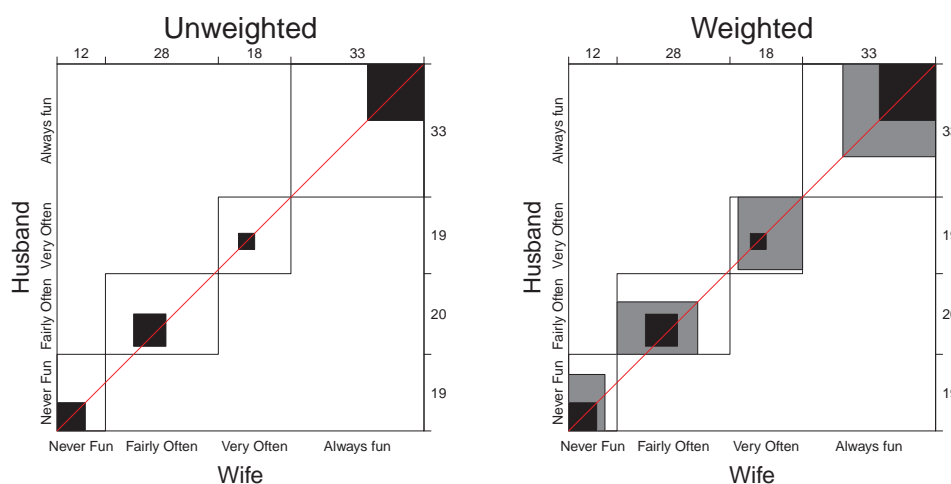 Unweighted
12 28 18 33
Always fun
Very Often
Fairly Often
Never Fun
Husband
33
19
20
19
Never Fun Fairly Often Very Often Always fun
Wife
Weighted
12 28 18 33
Always fun
Very Often
Fairly Often
Never Fun
Husband
Never Fun Fairly Often Very Often Always fun
Wife